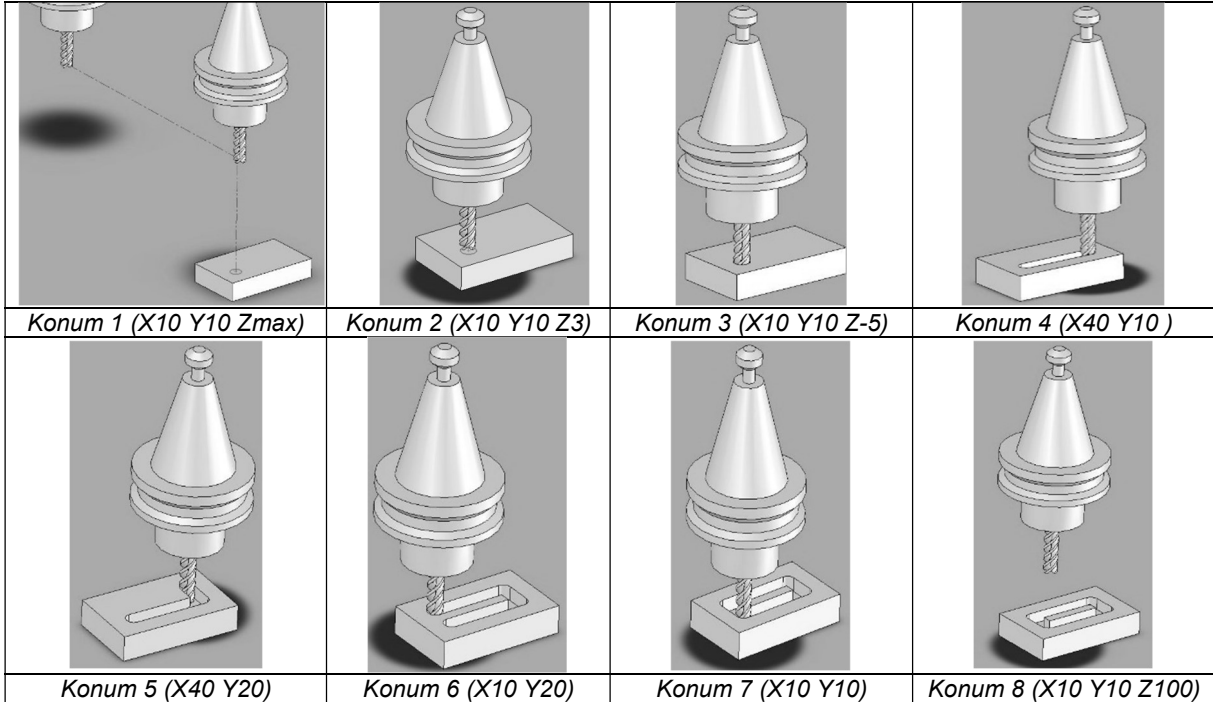 Konum 1 (X10 Y10 Zmax)
Konum 2 (X10 Y10 Z3)
Konum 3 (X10 Y10 Z-5)
Konum 4 (X40 Y10 )
Konum 5 (X40 Y20)
Konum 6 (X10 Y20)
Konum 7 (X10 Y10)
Konum 8 (X10 Y10 Z100)